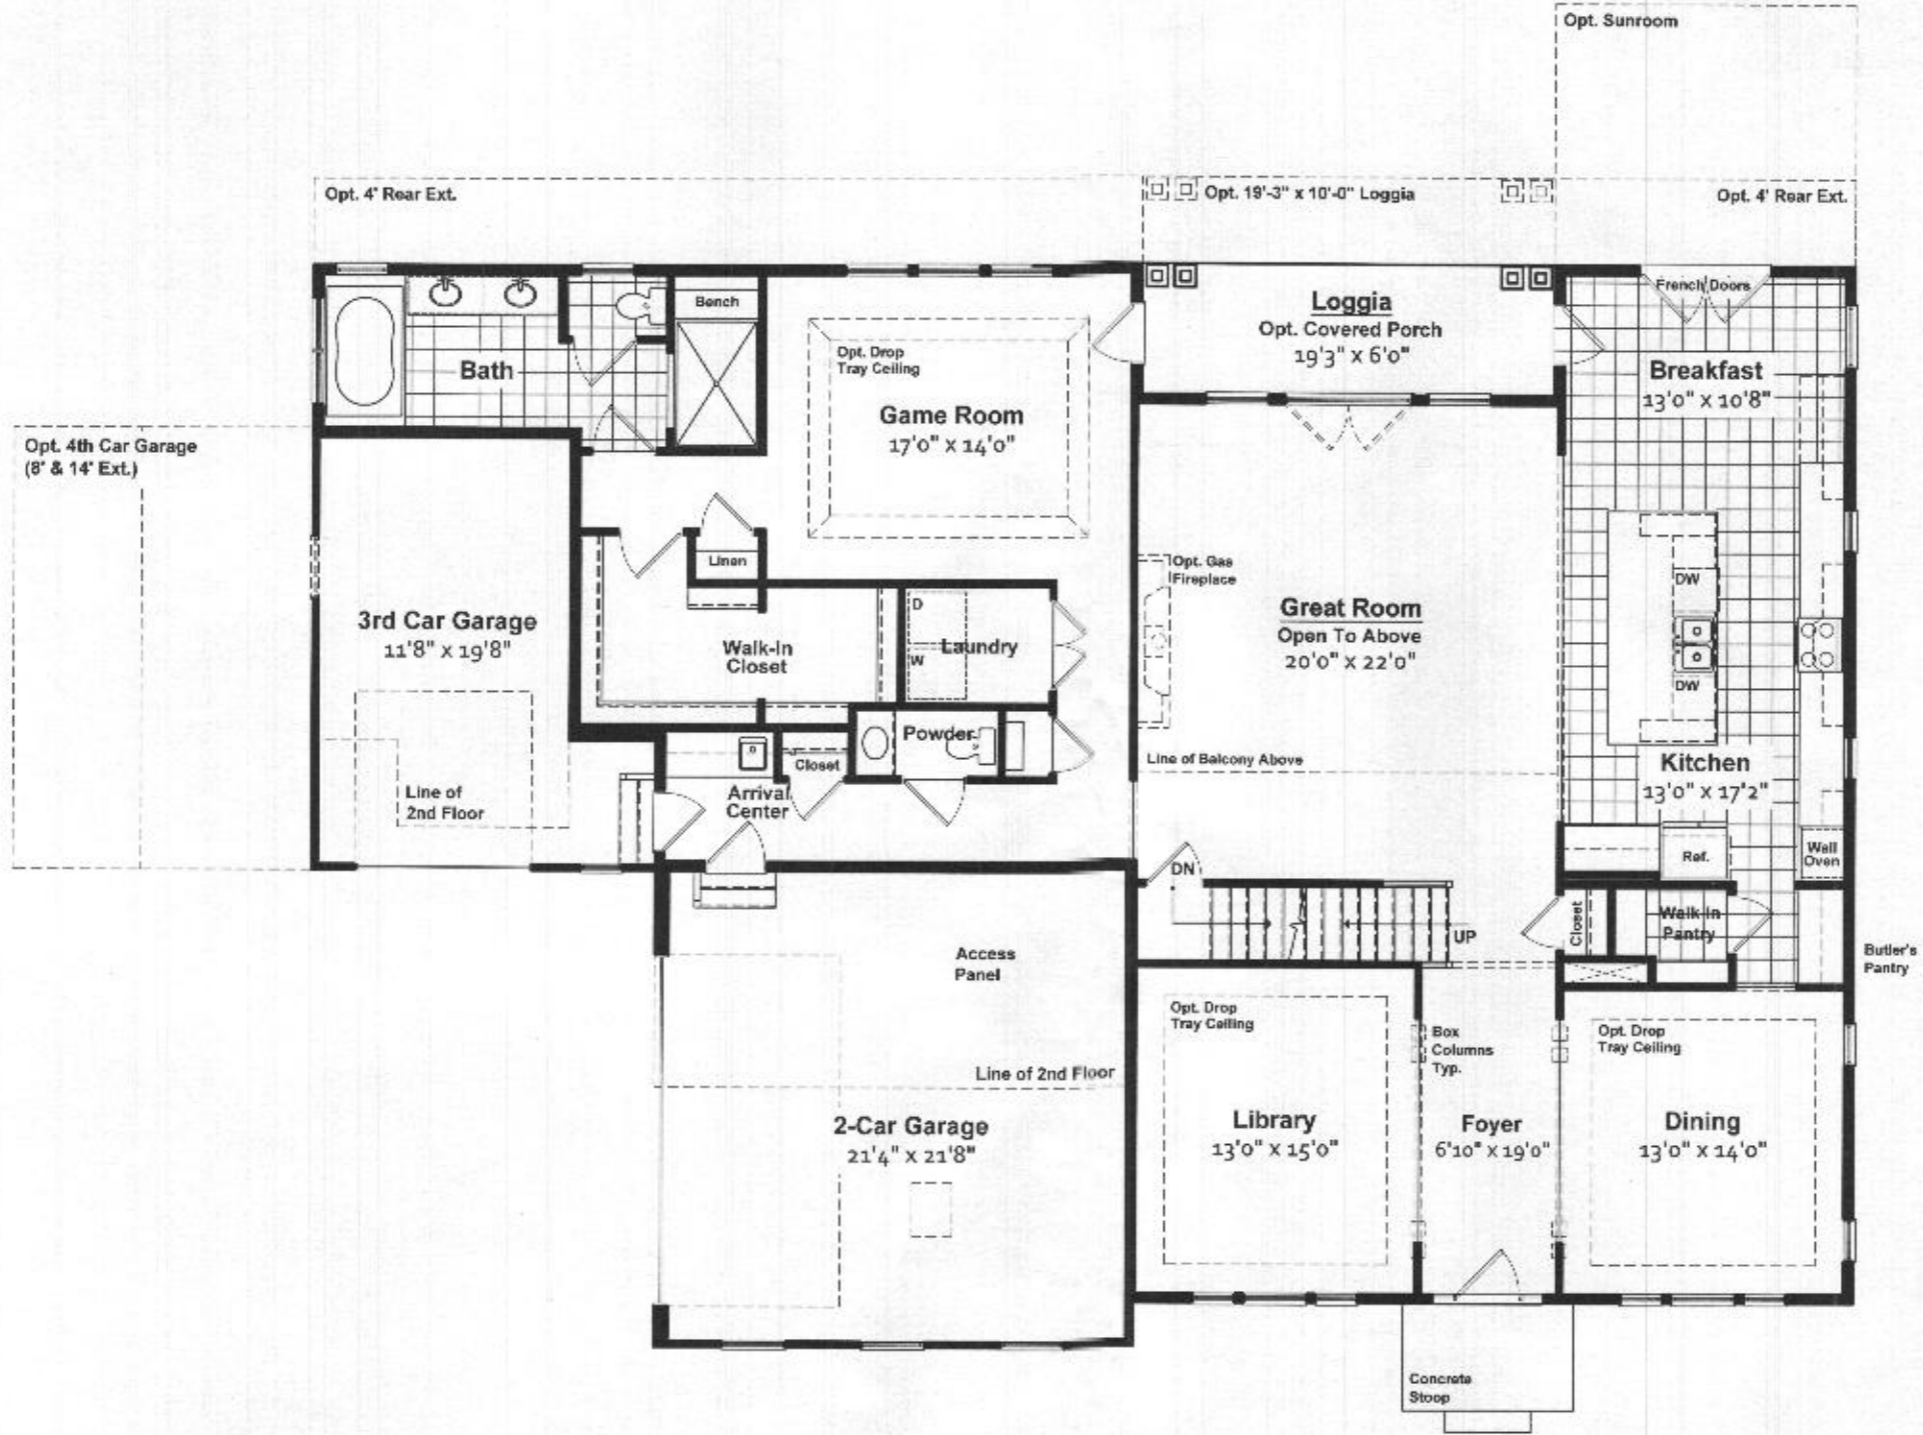 Opt. Sunroom
Opt. 4' Rear Ext.
Opt. 19'-3" x 10'-0" Loggia
Opt. 4' Rear Ext.
Bench
French Doors
Loggia
Opt. Covered Porch
19'3" X 6'0"
Opt. Drop
Tray Ceiling
Bath
Breakfast
13'0" X 10'8"
Game Room
17'0" X 14'0"
Opt. 4th Car Garage
(8' & 14' Ext.)
Linen
Opt. Gas
Fireplace
DW
D
3rd Car Garage
11'8" X 19'8"
Great Room
Open To Above
20'0" X 22'0"
Walk-In
Closet
Laundry
W
DW
Powder
Closet
Line of Balcony Above
Kitchen
13'0" X 17'2"
Line of
2nd Floor
Arrival
Center
Ref.
Wall
Oven
DN
Closet
Walk-In
Pantry
UP
Butler's
Pantry
Access
Panel
Opt. Drop
Tray Ceiling
Box
Columns
Typ.
Opt. Drop
Tray Ceiling
Line of 2nd Floor
2-Car Garage
21'4" X 21'8"
Library
13'0" X 15'0"
Foyer
6'10" X 19'0"
Dining
13'0" X 14'0"
Concrete
Stoop